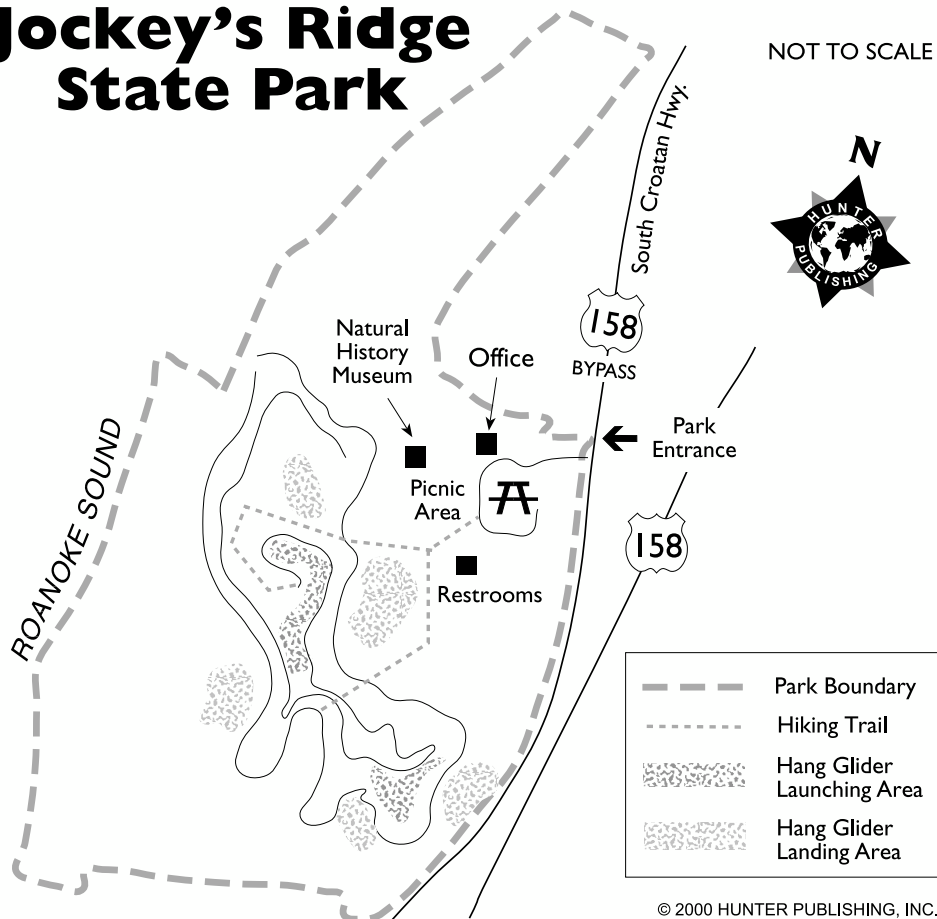 Jockey's Ridge
State Park
NOT TO SCALE
N
HUNTER
PUBLISHING
South Croatan Hwy.
158
BYPASS
Natural
History
Museum
Office
Park
Entrance
Picnic
Area
ROANOKE SOUND
158
Restrooms
Park Boundary
Hiking Trail
Hang Glider
Launching Area
Hang Glider
Landing Area
© 2000 HUNTER PUBLISHING, INC.